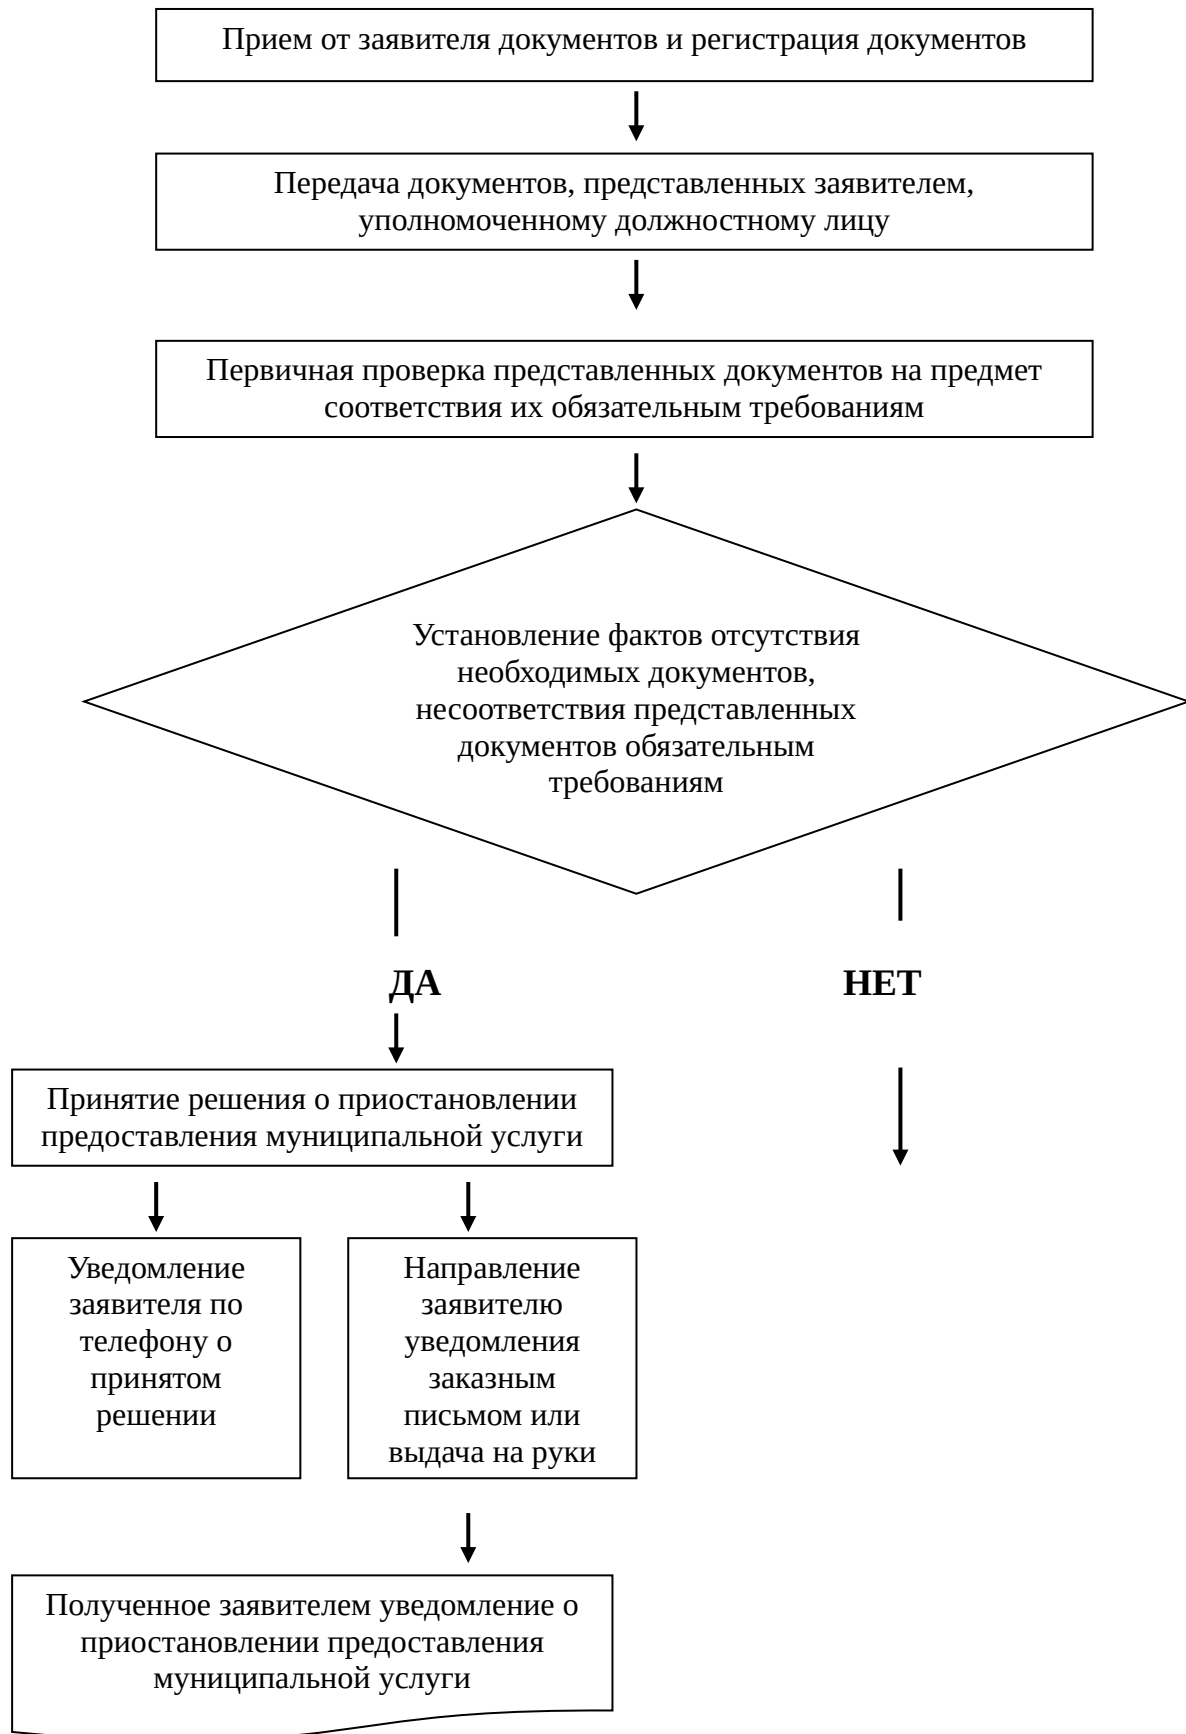 Прием от заявителя документов и регистрация документов
Передача документов, представленных заявителем,
уполномоченному должностному лицу
Первичная проверка представленных документов на предмет
соответствия их обязательным требованиям
Установление фактов отсутствия
необходимых документов,
несоответствия представленных
документов обязательным
требованиям
ДА
НЕТ
Принятие решения о приостановлении
предоставления муниципальной услуги
Уведомление
заявителя по
телефону о
принятом
решении
Направление
заявителю
уведомления
заказным
письмом или
выдача на руки
Полученное заявителем уведомление о
приостановлении предоставления
муниципальной услуги